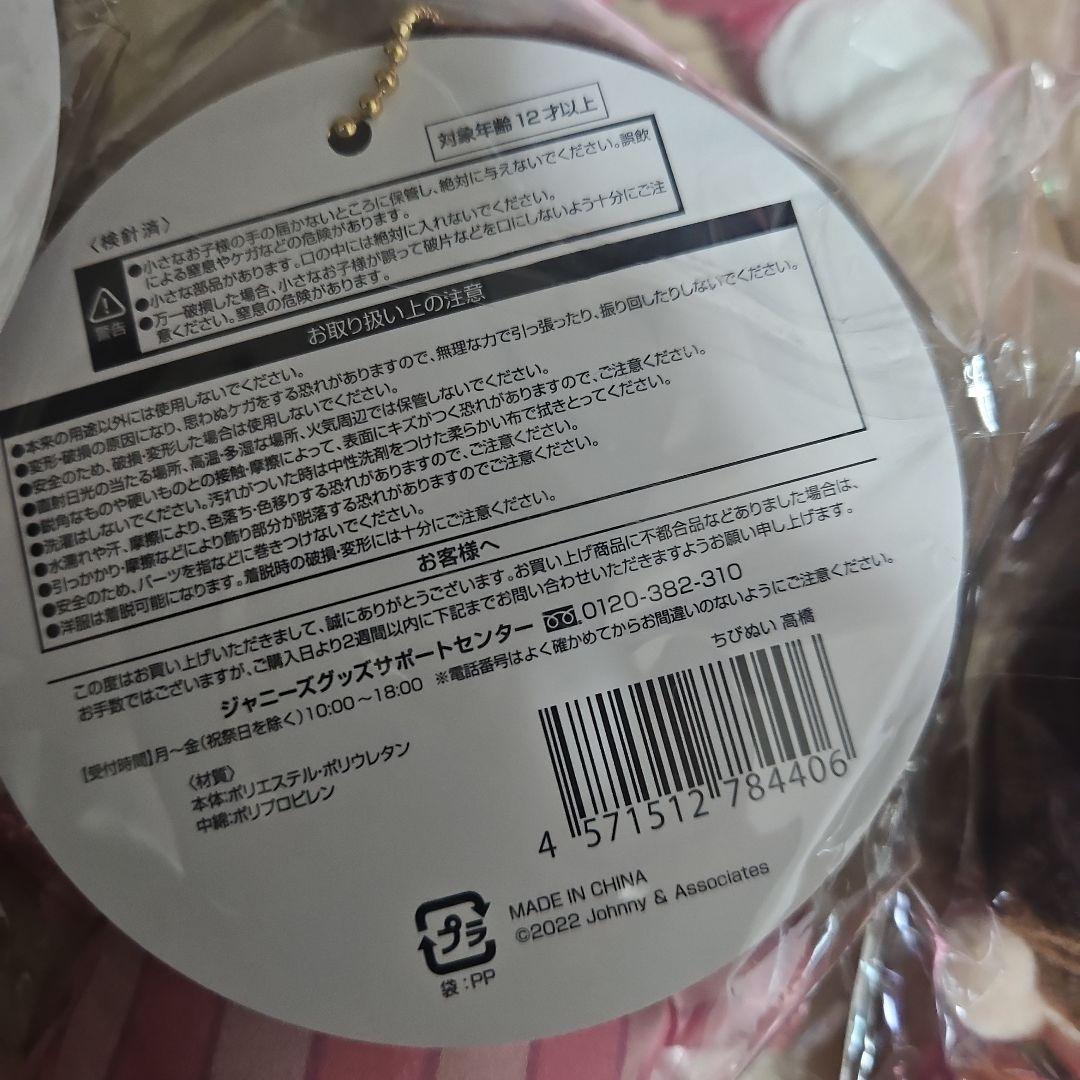 対象年齢12才以上
〈検針済〉
警告
●小さなお子様の手の届かないところに保管し、絶対に与えないでください。誤飲
による窒息やケガなどの危険があります。
●小さな部品があります。口の中には絶対に入れないでください。
●万一破損した場合、小さなお子様が誤って破片などを口にしないよう十分にご注
意ください。窒息の危険があります。
お取り扱い上の注意
●本来の用途以外には使用しないでください。
●変形・破損の原因になり、思わぬケガをする恐れがありますので、無理な力で引っ張ったり、振り回したりしないでください。
●安全のため、破損・変形した場合は使用しないでください。
●直射日光の当たる場所、高温・多湿な場所、火気周辺では保管しないでください。
●鋭角なものや硬いものとの接触・摩擦によって、表面にキズがつく恐れがありますので、ご注意ください。
●洗濯はしないでください。汚れがついた時は中性洗剤をつけた柔らかい布で拭きとってください。
●水濡れや汗、摩擦により、色落ち・色移りする恐れがありますので、ご注意ください。
●引っかかり・摩擦などにより飾り部分が脱落する恐れがありますのでご注意ください。
●安全のため、パーツを指などに巻きつけないでください。
●洋服は着脱可能になります。着脱時の破損・変形には十分にご注意ください。
お客様へ
この度はお買い上げいただきまして、誠にありがとうございます。お買い上げ商品に不都合品などありました場合は、
お手数ではございますが、ご購入日より2週間以内に下記までお問い合わせいただきますようお願い申し上げます。
ジャニーズグッズサポートセンター 0120-382-310
【受付時間】月〜金(祝祭日を除く)10:00〜18:00 ※電話番号はよく確かめてからお間違いのないようにご注意ください。
〈材質〉
本体:ポリエステル・ポリウレタン
中綿:ポリプロピレン
ちびぬい 高橋
4 571512 784406
プラ
袋:PP
MADE IN CHINA
©2022 Johnny & Associates